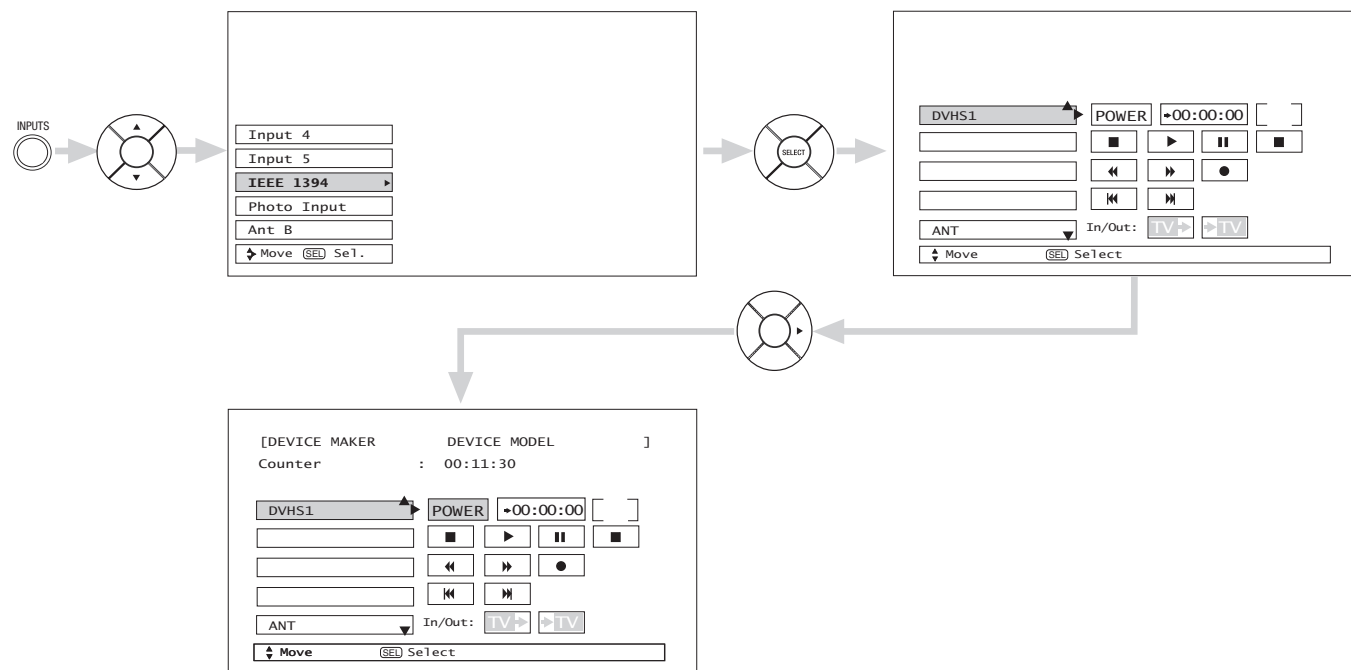 INPUTS
Input 4
Input 5
IEEE 1394
Photo Input
Ant B
Move SEL Sel.
SELECT
DVHS1 POWER 00:00:00 [ ]
ANT In/Out: TV TV
Move SEL Select
[DEVICE MAKER DEVICE MODEL ]
Counter : 00:11:30
DVHS1 POWER 00:00:00 [ ]
ANT In/Out: TV TV
Move SEL Select